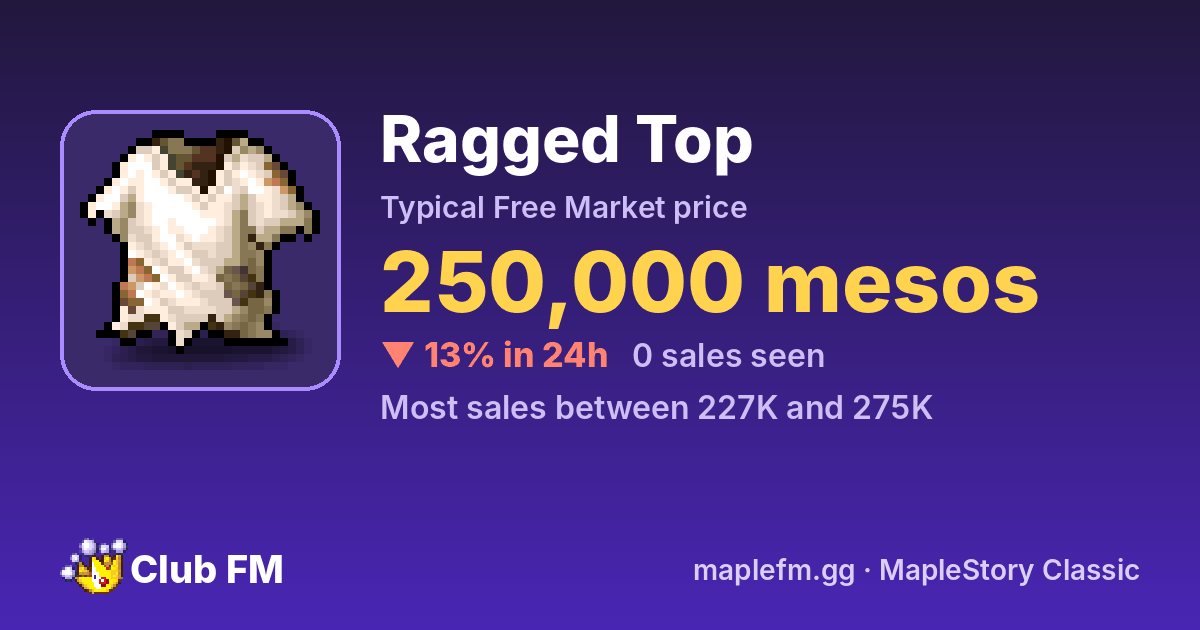 Ragged Top
Typical Free Market price
250,000 mesos
▼ 13% in 24h 0 sales seen
Most sales between 227K and 275K
Club FM
maplefm.gg · MapleStory Classic